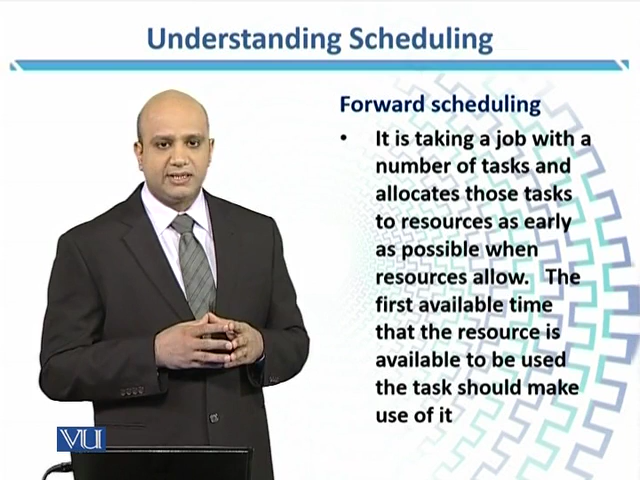 Understanding Scheduling
Forward scheduling
• It is taking a job with a
number of tasks and
allocates those tasks
to resources as early
as possible when
resources allow. The
first available time
that the resource is
available to be used
the task should make
use of it
VU